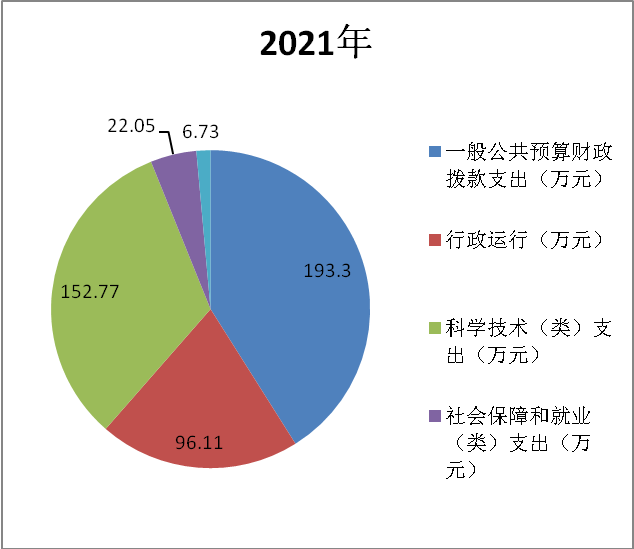 2021年
22.05
6.73
193.3
152.77
96.11
一般公共预算财政
拨款支出（万元）
行政运行（万元）
科学技术（类）支
出（万元）
社会保障和就业
（类）支出（万
元）